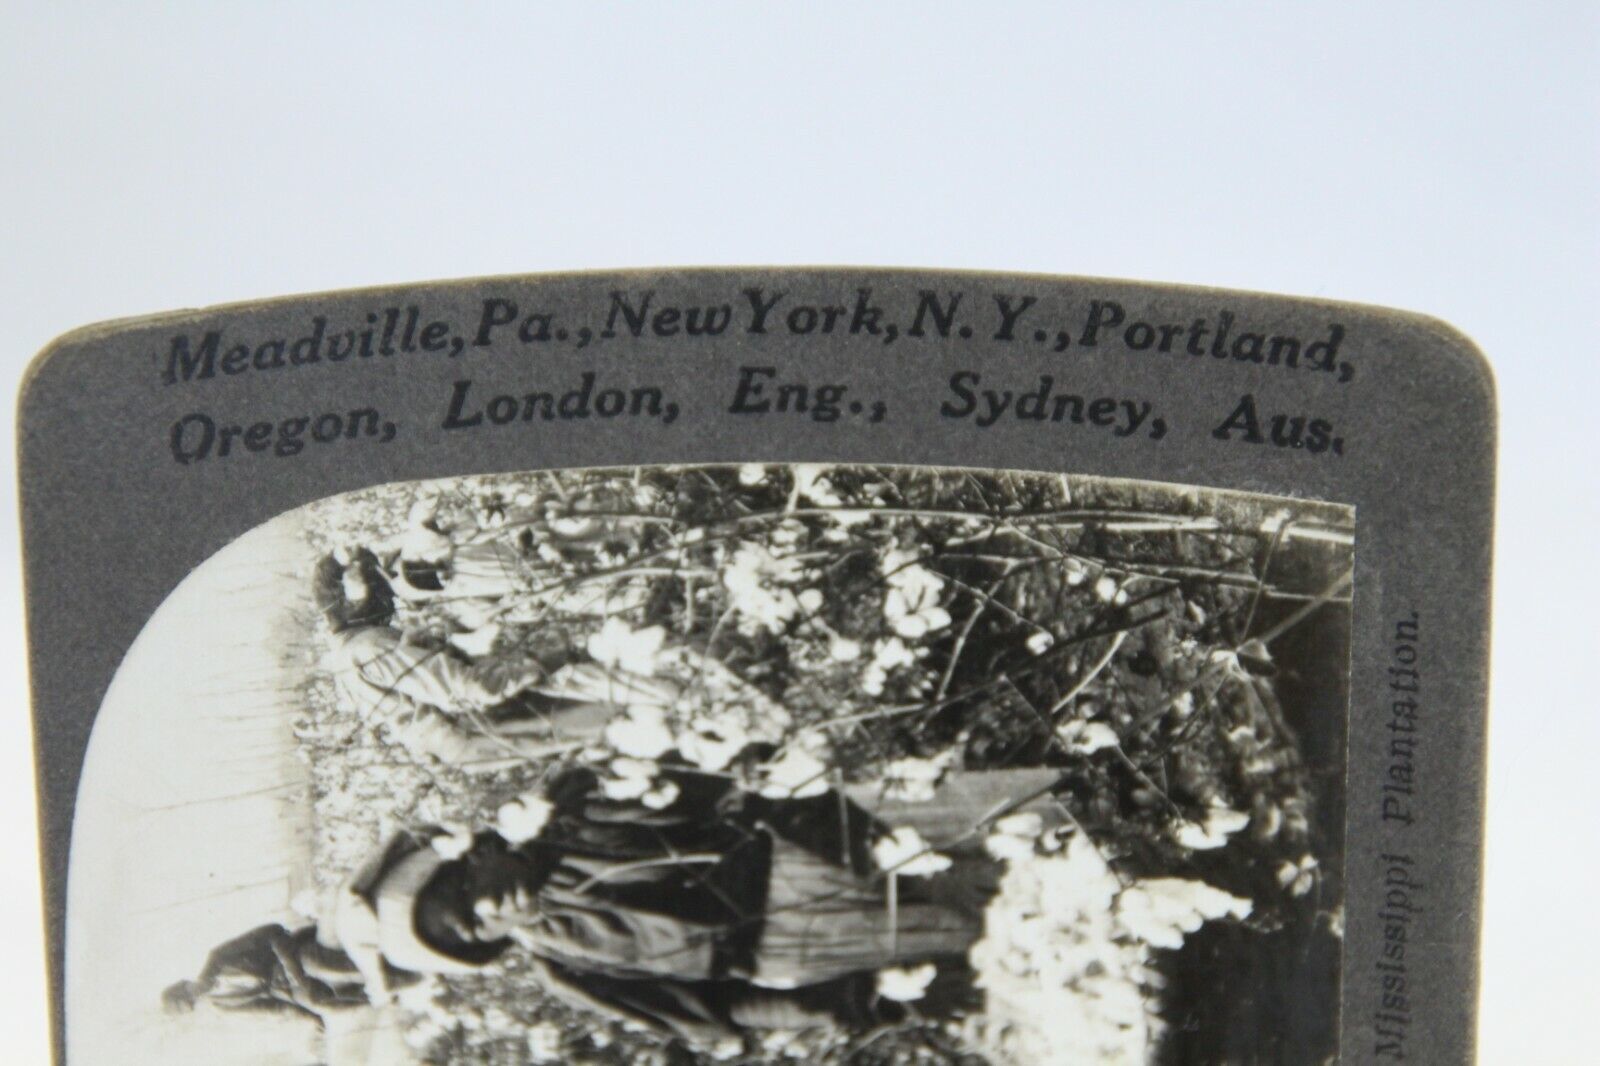 Meadville, Pa., New York, N. Y., Portland,
Oregon, London, Eng., Sydney, Aus.
Mississippi Plantation.